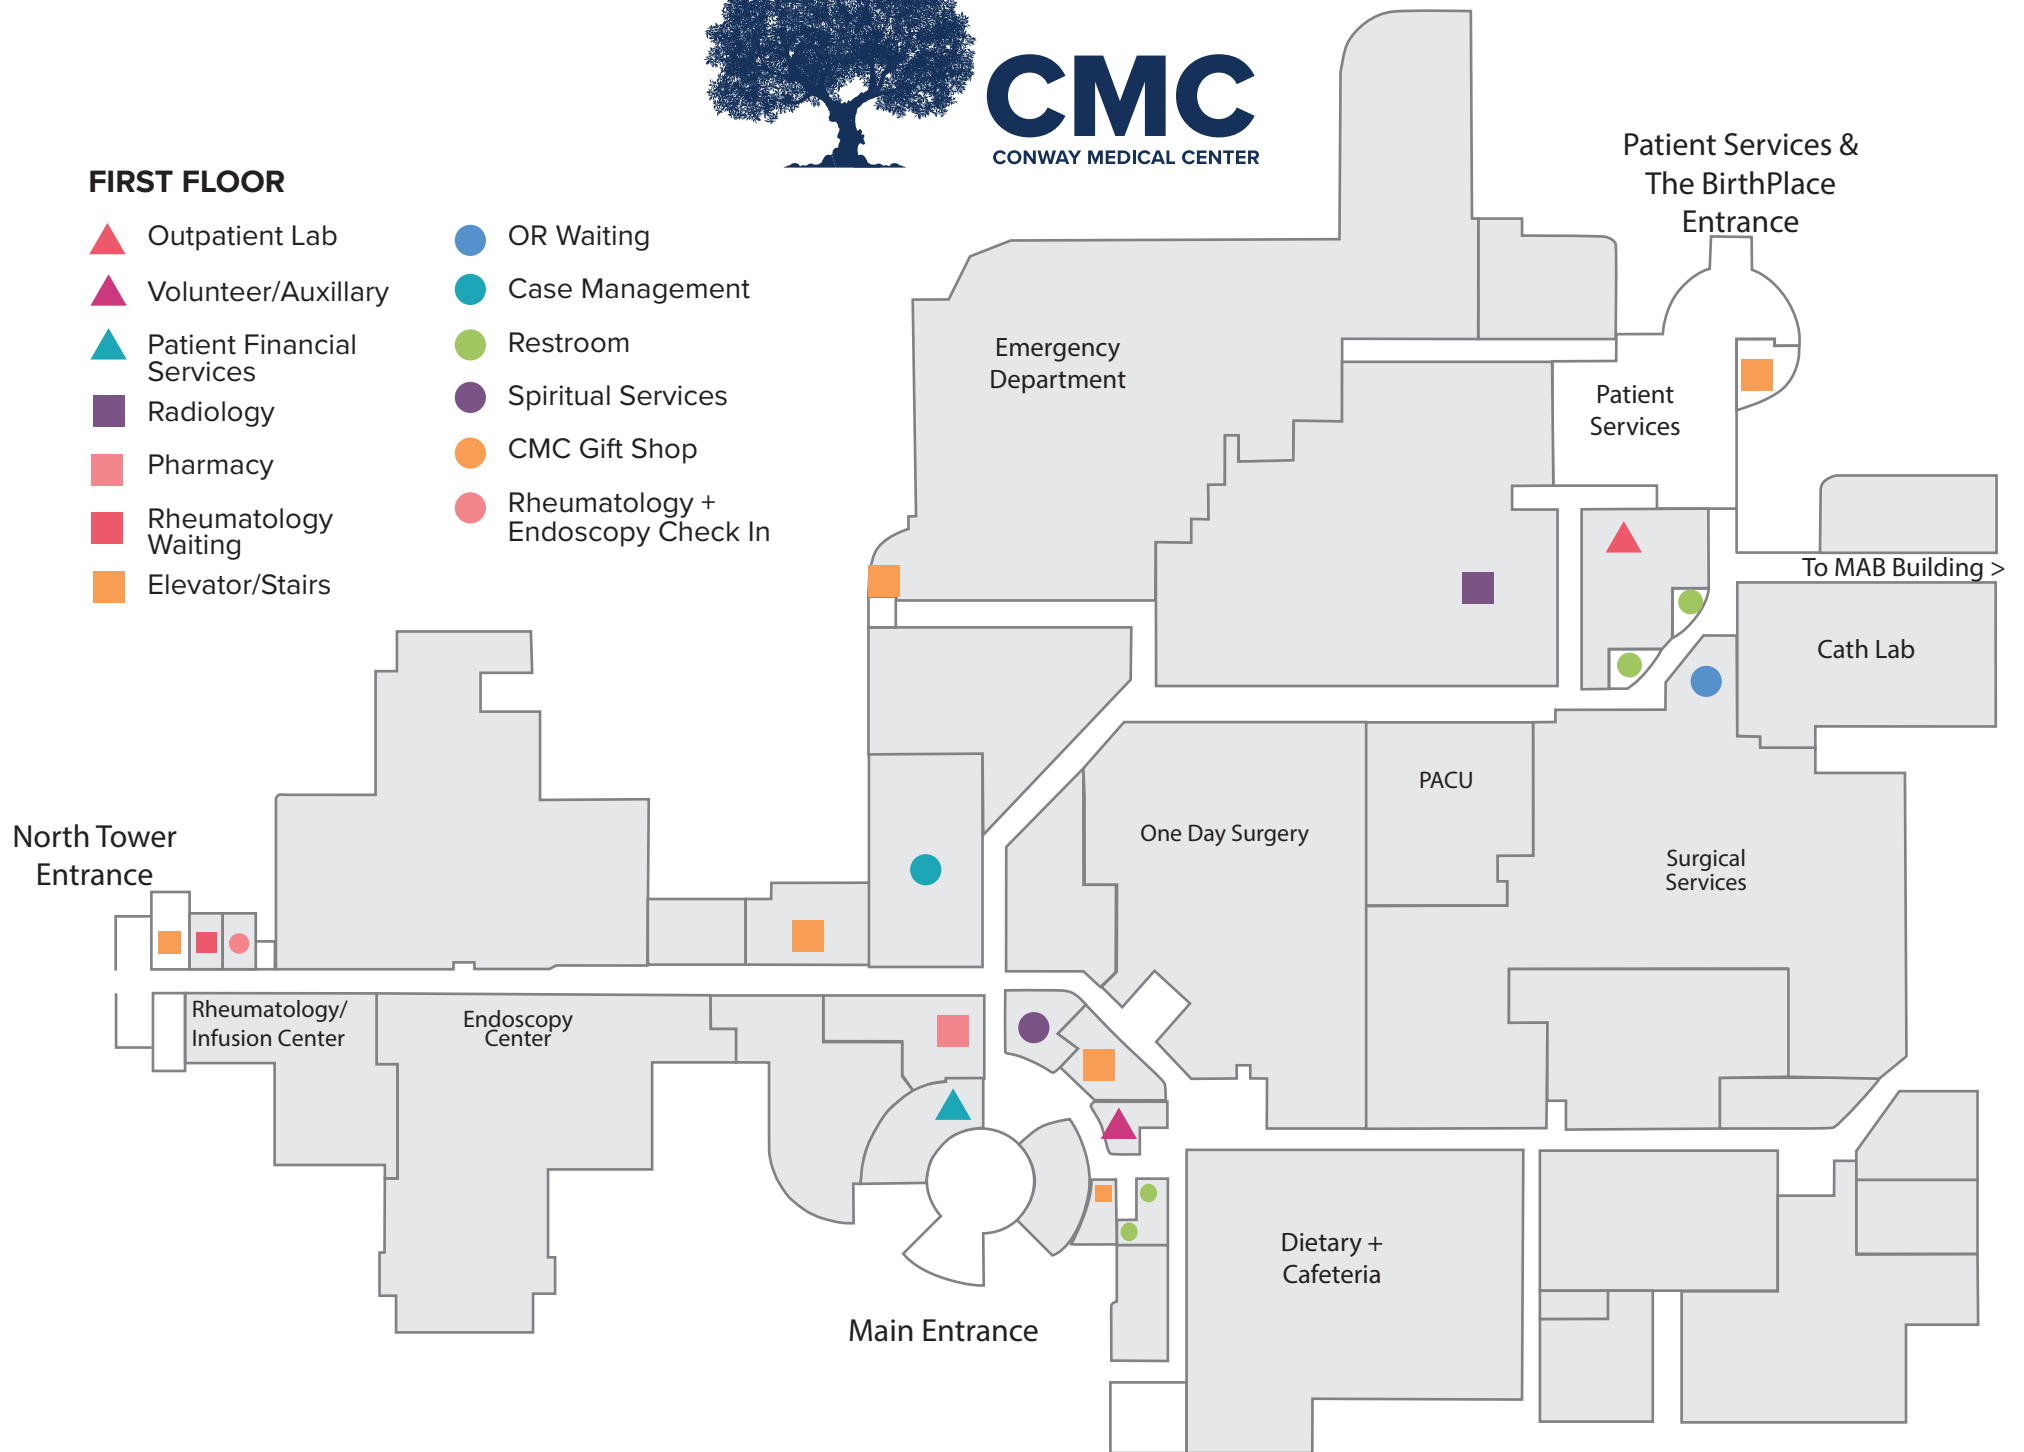 CMC
CONWAY MEDICAL CENTER
FIRST FLOOR
Outpatient Lab
Volunteer/Auxillary
Patient Financial
Services
Radiology
Pharmacy
Rheumatology
Waiting
Elevator/Stairs
OR Waiting
Case Management
Restroom
Spiritual Services
CMC Gift Shop
Rheumatology +
Endoscopy Check In
Patient Services &
The BirthPlace
Entrance
Emergency
Department
Patient
Services
To MAB Building >
Cath Lab
PACU
One Day Surgery
Surgical
Services
North Tower
Entrance
Rheumatology/
Infusion Center
Endoscopy
Center
Dietary +
Cafeteria
Main Entrance